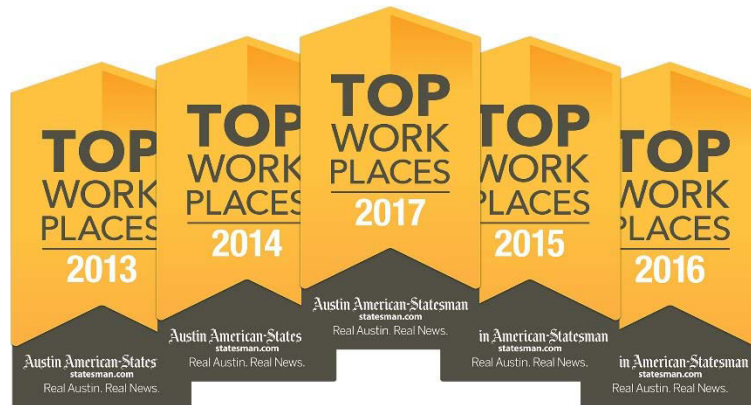 TOP
WORK
PLACES
2013
Austin American-States
statesman.com
Real Austin. Real News.
TOP
WORK
PLACES
2014
Austin American-States
statesman.com
Real Austin. Real News.
TOP
WORK
PLACES
2017
Austin American-Statesman
statesman.com
Real Austin. Real News.
TOP
WORK
PLACES
2015
in American-Statesman
statesman.com
Real Austin. Real News.
TOP
WORK
PLACES
2016
in American-Statesman
statesman.com
Real Austin. Real News.